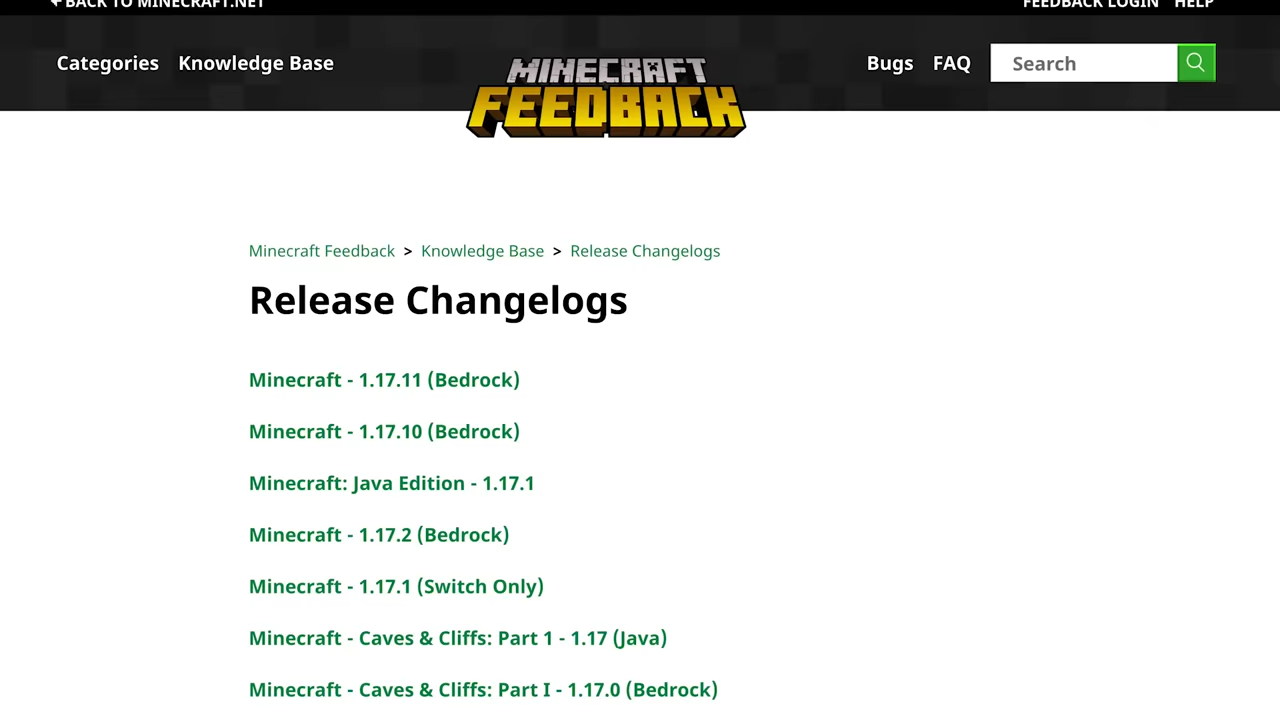 ← BACK TO MINECRAFT.NET
FEEDBACK LOGIN HELP
Categories Knowledge Base
MINECRAFT
FEEDBACK
Bugs FAQ Search
Minecraft Feedback > Knowledge Base > Release Changelogs
Release Changelogs
Minecraft - 1.17.11 (Bedrock)
Minecraft - 1.17.10 (Bedrock)
Minecraft: Java Edition - 1.17.1
Minecraft - 1.17.2 (Bedrock)
Minecraft - 1.17.1 (Switch Only)
Minecraft - Caves & Cliffs: Part 1 - 1.17 (Java)
Minecraft - Caves & Cliffs: Part I - 1.17.0 (Bedrock)